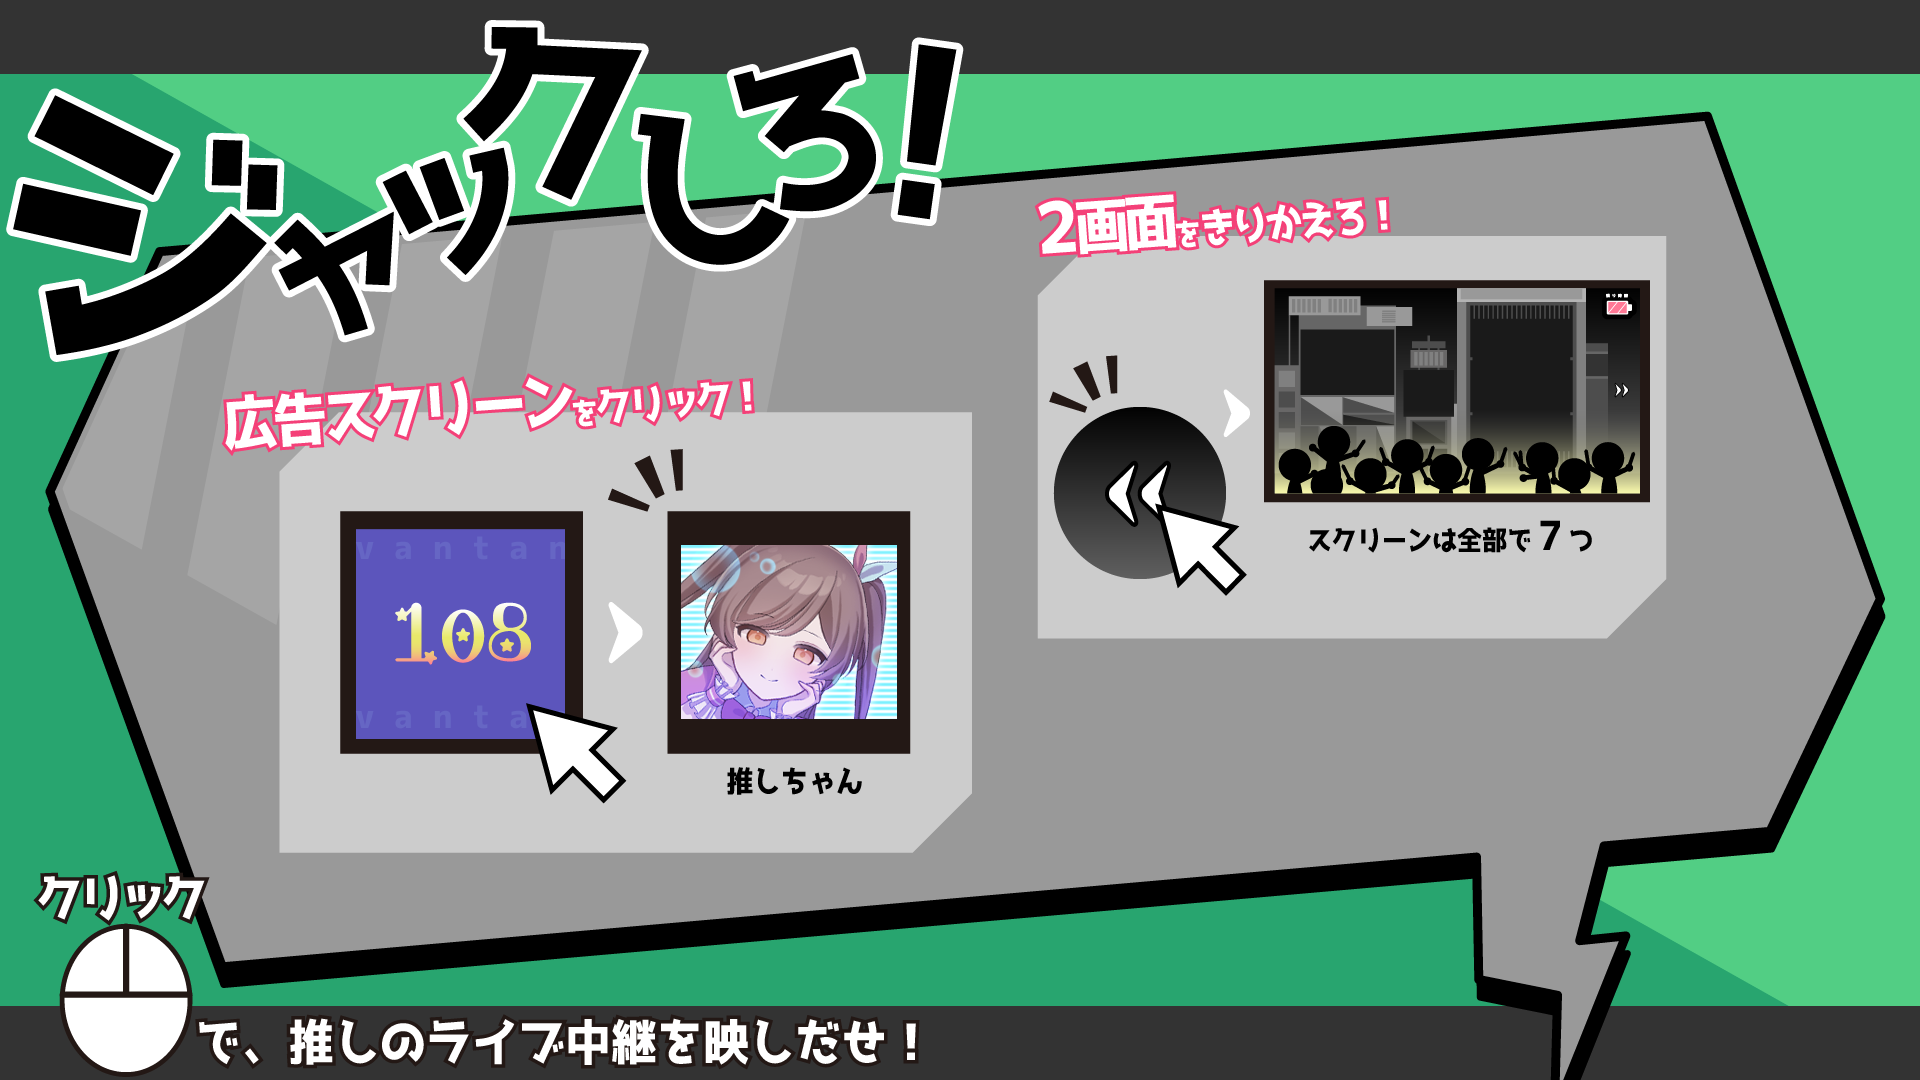 ジャックしろ！
2画面をきりかえろ！
広告スクリーンをクリック！
vantan
108
vanta
推しちゃん
スクリーンは全部で7つ
クリック
で、推しのライブ中継を映しだせ！